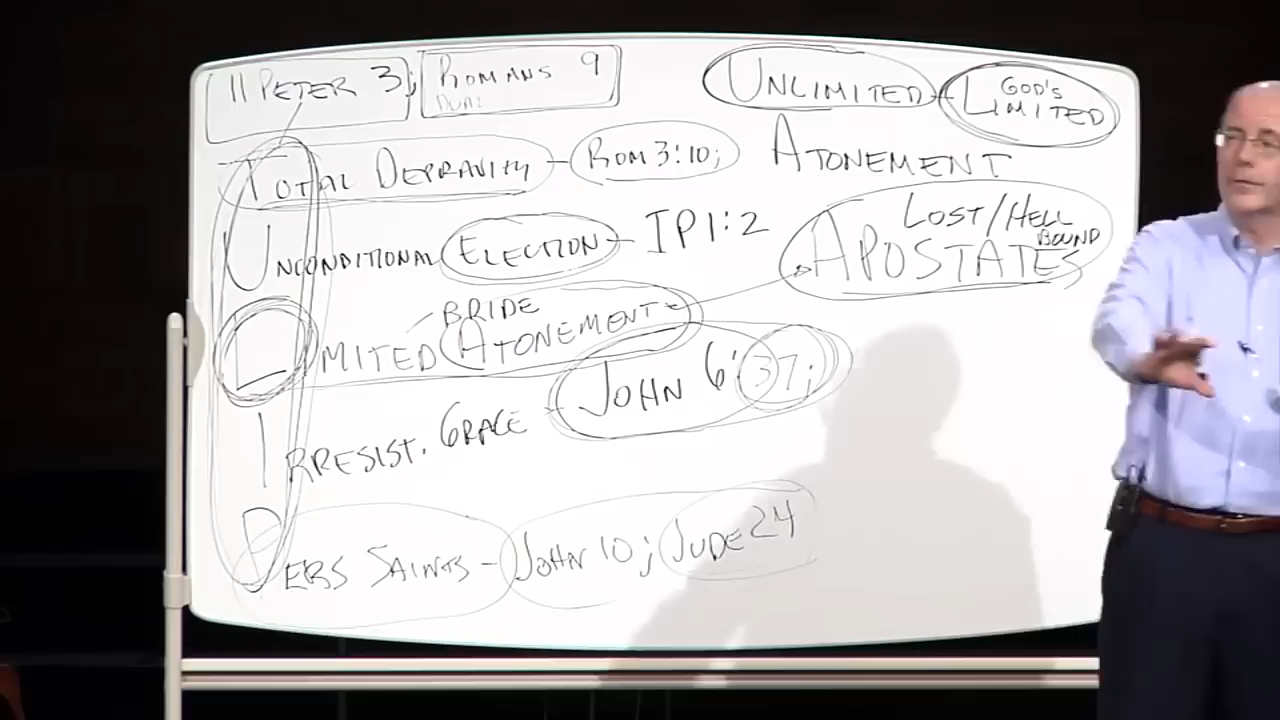 II PETER 3; ROMANS 9
UNLIMITED - GOD'S LIMITED
ATONEMENT
TOTAL DEPRAVITY - ROM 3:10;
UNCONDITIONAL ELECTION - I P 1:2
LOST/HELL BOUND
APOSTATES
BRIDE
LIMITED ATONEMENT
IRRESIST. GRACE - JOHN 6:37;
PERS SAINTS - JOHN 10; JUDE 24